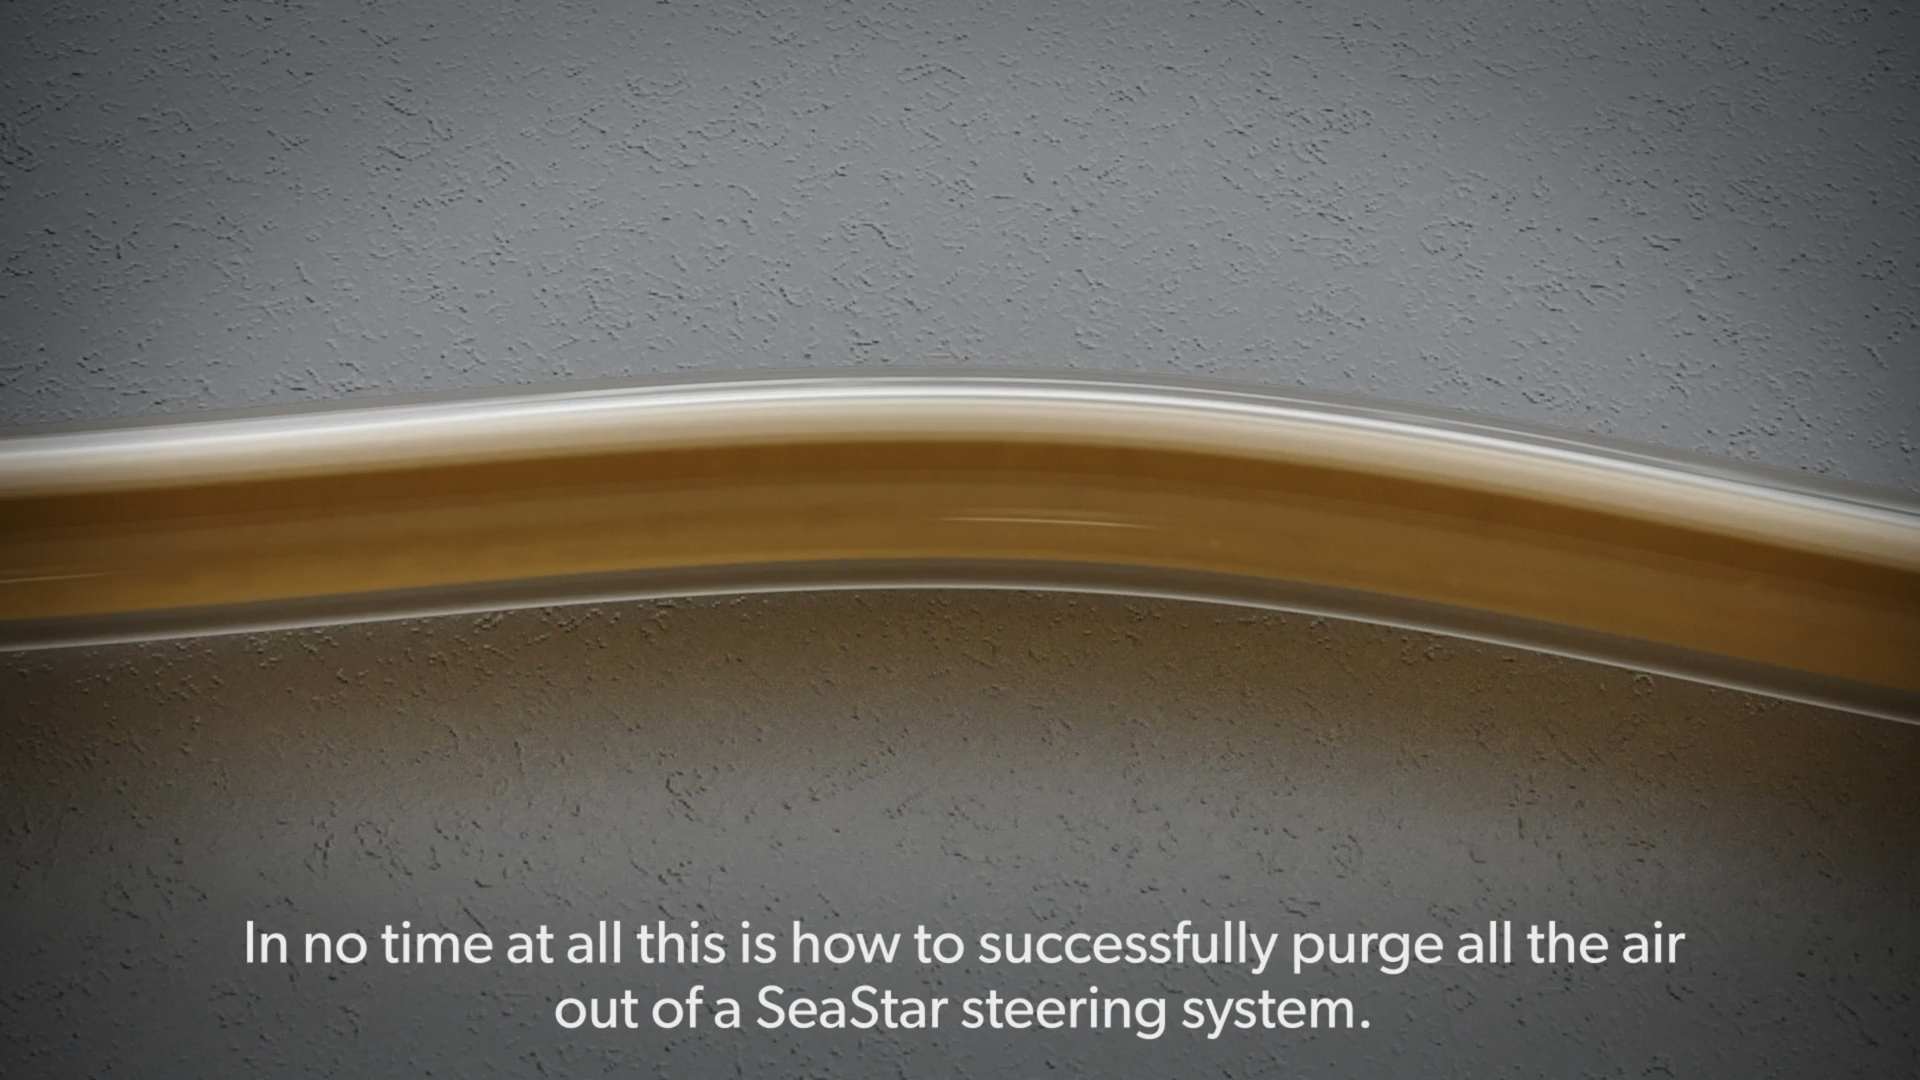 In no time at all this is how to successfully purge all the air
out of a SeaStar steering system.